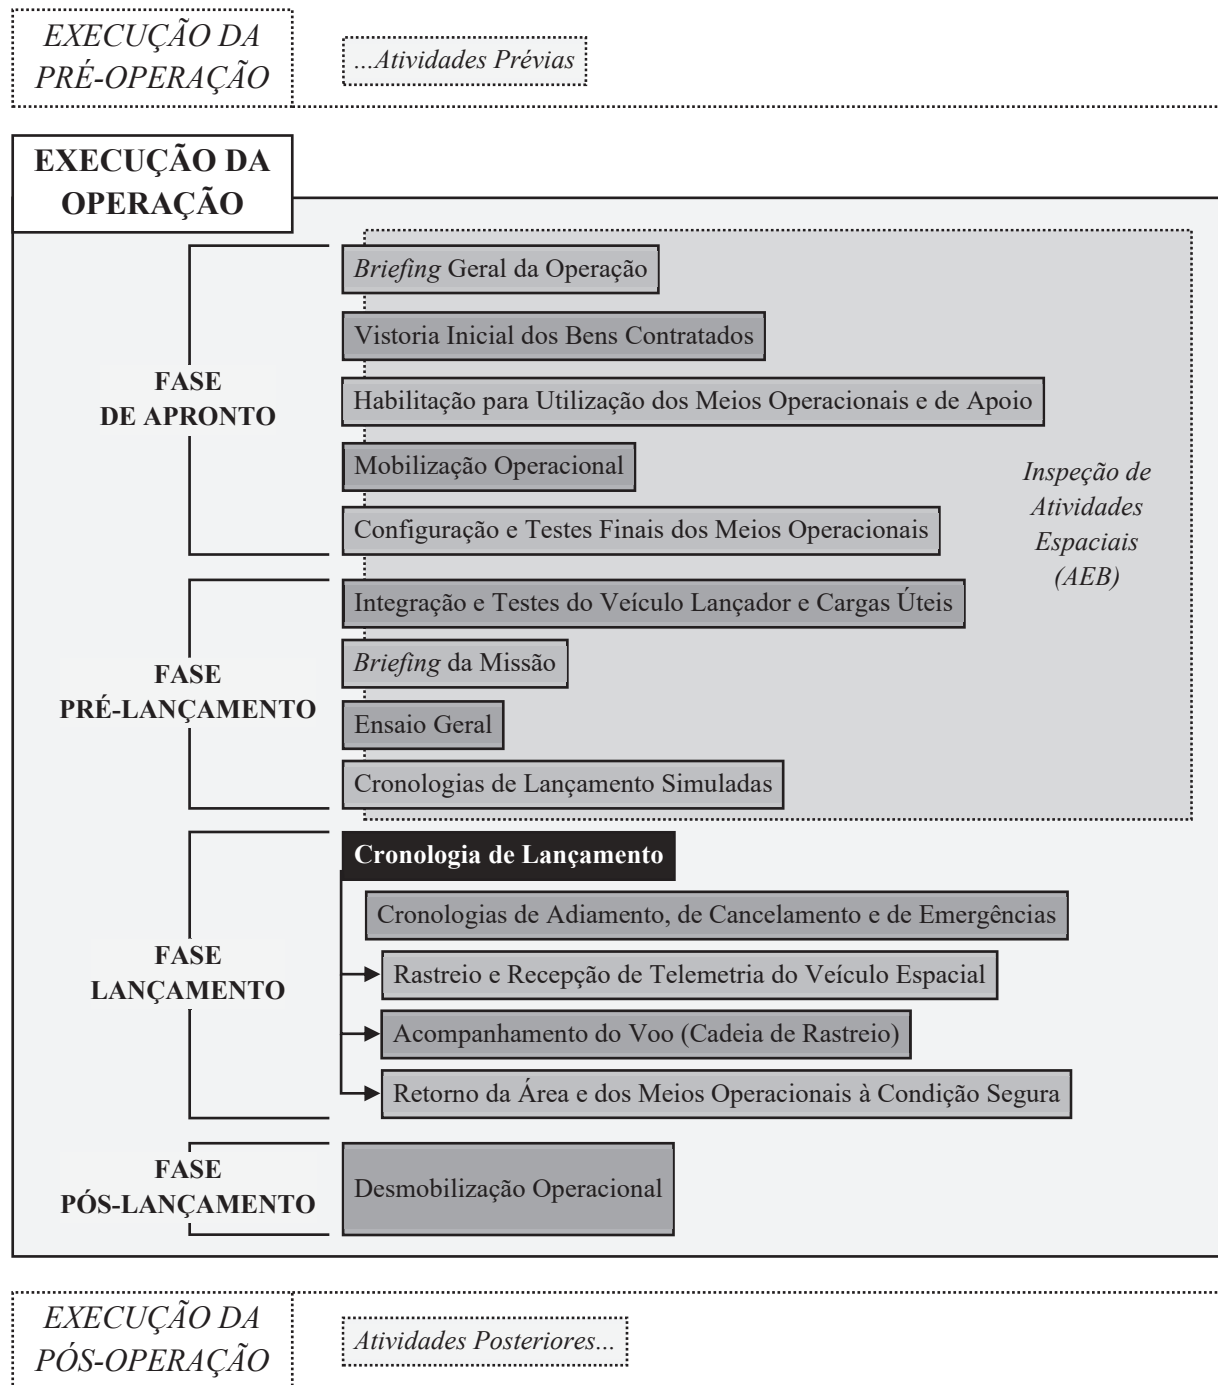 EXECUÇÃO DA
PRÉ-OPERAÇÃO
...Atividades Prévias
EXECUÇÃO DA
OPERAÇÃO
FASE
DE APRONTO
Briefing Geral da Operação
Vistoria Inicial dos Bens Contratados
Habilitação para Utilização dos Meios Operacionais e de Apoio
Mobilização Operacional
Configuração e Testes Finais dos Meios Operacionais
Inspeção de
Atividades
Espaciais
(AEB)
FASE
PRÉ-LANÇAMENTO
Integração e Testes do Veículo Lançador e Cargas Úteis
Briefing da Missão
Ensaio Geral
Cronologias de Lançamento Simuladas
FASE
LANÇAMENTO
Cronologia de Lançamento
Cronologias de Adiamento, de Cancelamento e de Emergências
Rastreio e Recepção de Telemetria do Veículo Espacial
Acompanhamento do Voo (Cadeia de Rastreio)
Retorno da Área e dos Meios Operacionais à Condição Segura
FASE
PÓS-LANÇAMENTO
Desmobilização Operacional
EXECUÇÃO DA
PÓS-OPERAÇÃO
Atividades Posteriores...